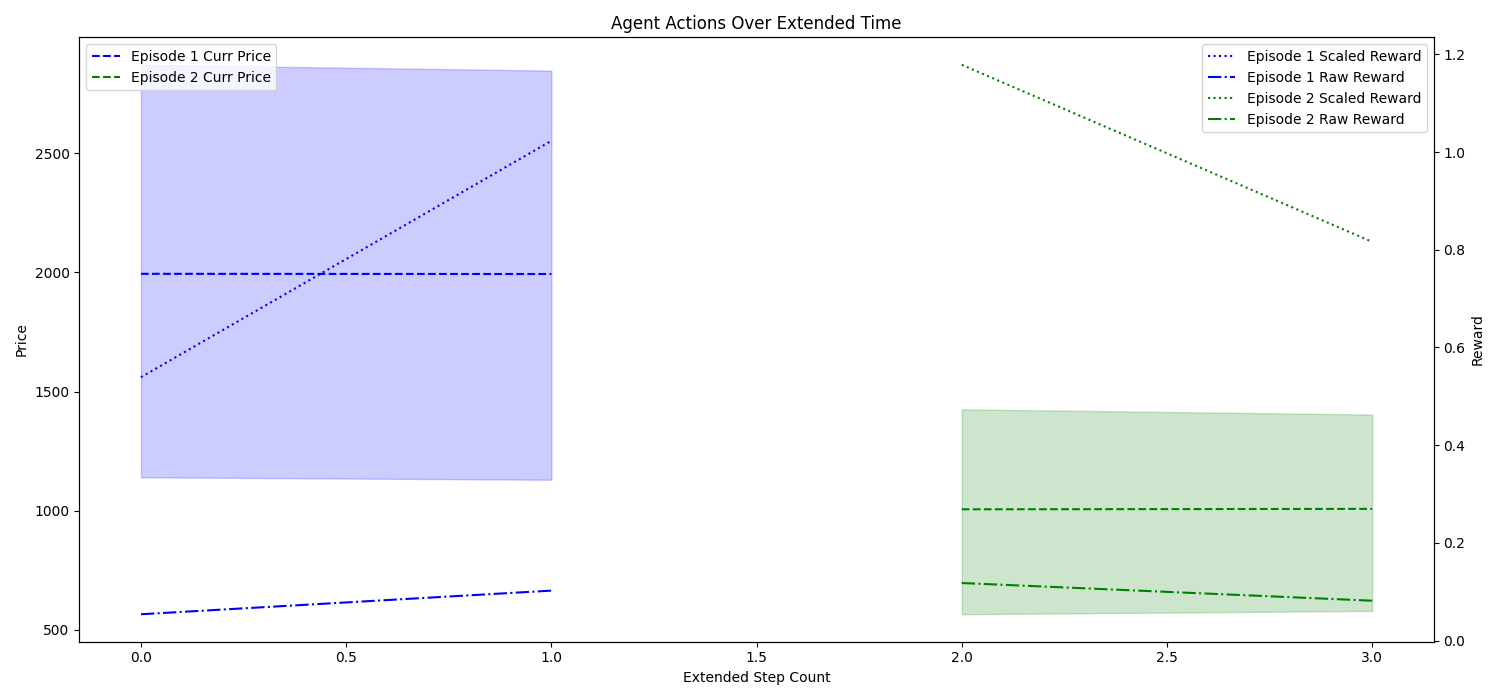 Agent Actions Over Extended Time
Episode 1 Curr Price
Episode 2 Curr Price
Episode 1 Scaled Reward
Episode 1 Raw Reward
Episode 2 Scaled Reward
Episode 2 Raw Reward
Price
2500
2000
1500
1000
500
Reward
1.2
1.0
0.8
0.6
0.4
0.2
0.0
0.0 0.5 1.0 1.5 2.0 2.5 3.0
Extended Step Count